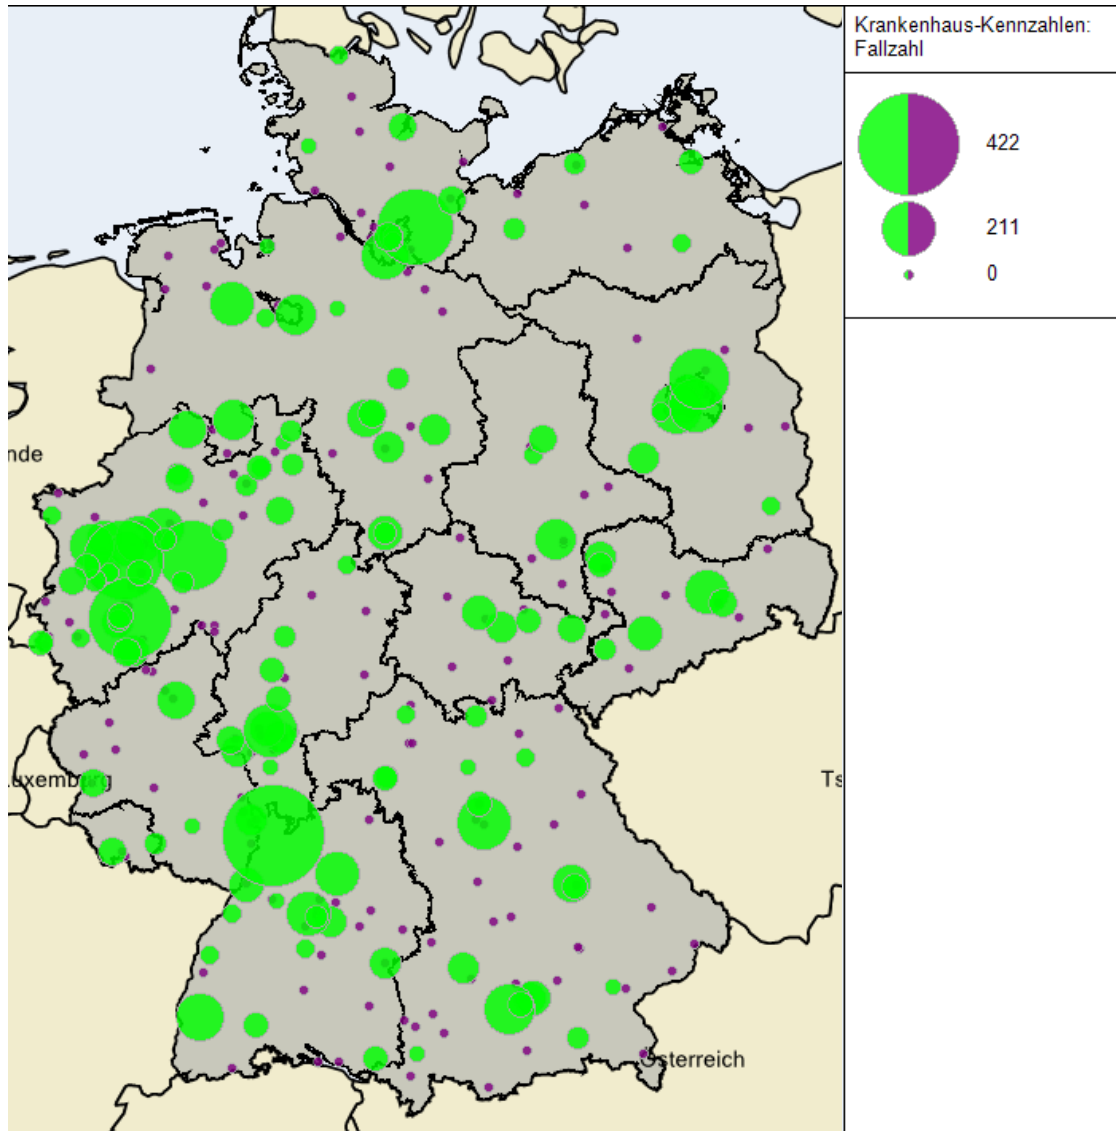 Krankenhaus-Kennzahlen:
Fallzahl
422
211
0
nde
uxemburg
Ts
Österreich